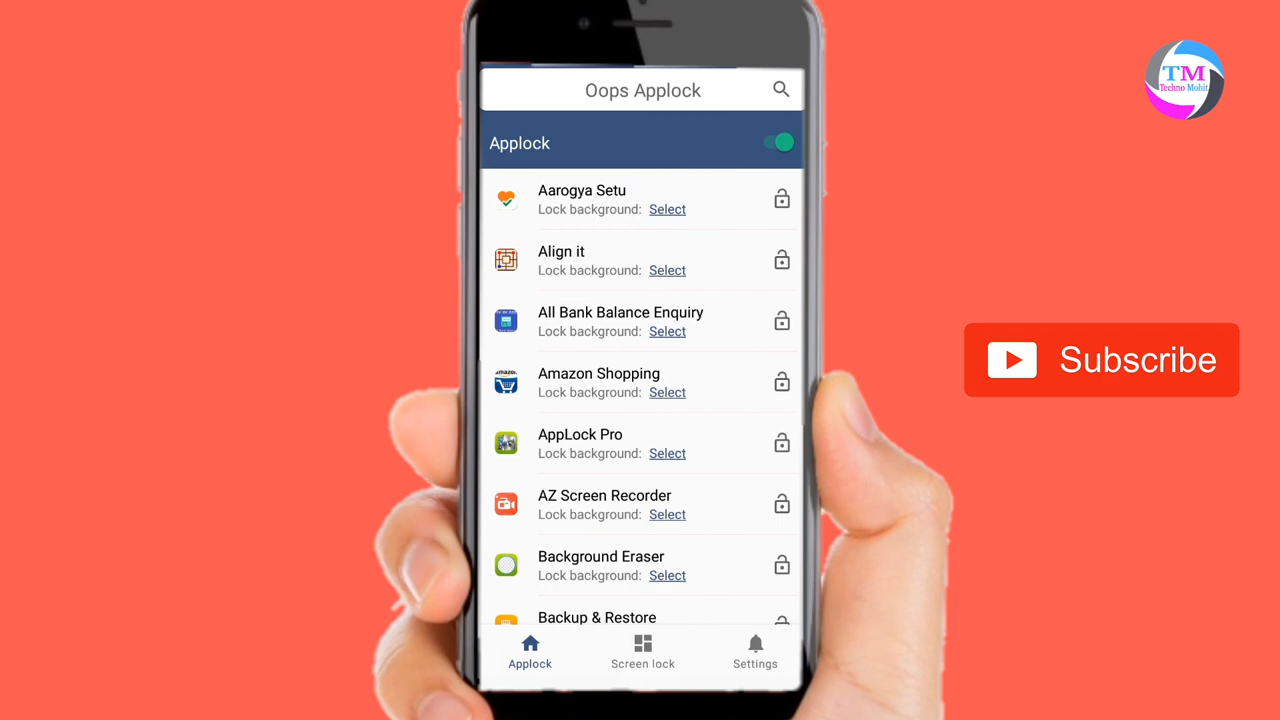 Oops Applock
TM
Techno Mohit
Applock
Aarogya Setu
Lock background: Select
Align it
Lock background: Select
All Bank Balance Enquiry
Lock background: Select
amazon
Amazon Shopping
Lock background: Select
Subscribe
AppLock Pro
Lock background: Select
AZ Screen Recorder
Lock background: Select
Background Eraser
Lock background: Select
Backup & Restore
Applock
Screen lock
Settings